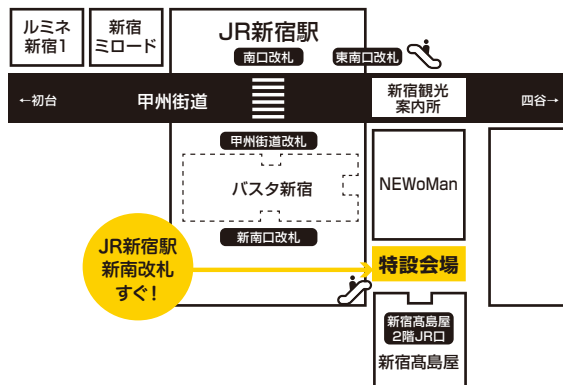 ルミネ
新宿1
新宿
ミロード
JR新宿駅
南口改札
東南口改札
←初台
甲州街道
新宿観光
案内所
四谷→
甲州街道改札
バスタ新宿
NEWoMan
新南口改札
JR新宿駅
新南改札
すぐ!
特設会場
新宿髙島屋
2階JR口
新宿髙島屋